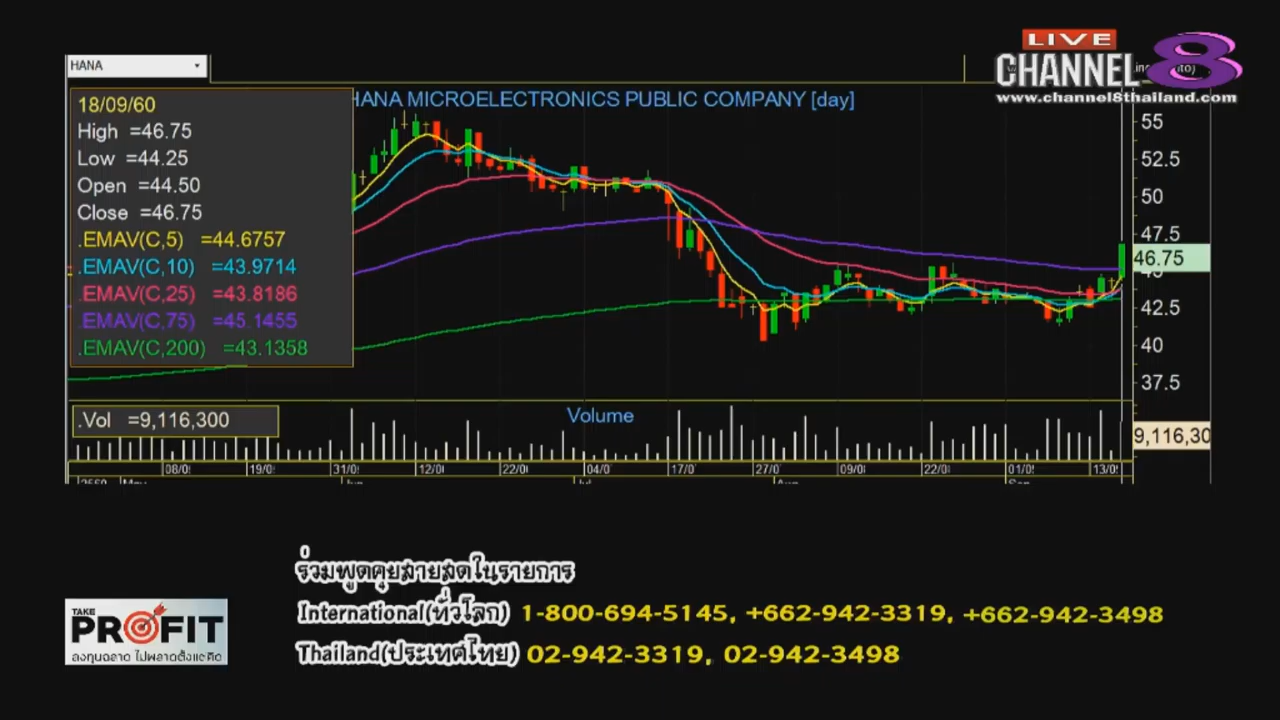 HANA
LIVE
CHANNEL 8
www.channel8thailand.com
HANA MICROELECTRONICS PUBLIC COMPANY [day]
18/09/60
High =46.75
Low =44.25
Open =44.50
Close =46.75
.EMAV(C,5) =44.6757
.EMAV(C,10) =43.9714
.EMAV(C,25) =43.8186
.EMAV(C,75) =45.1455
.EMAV(C,200) =43.1358
55
52.5
50
47.5
46.75
42.5
40
37.5
.Vol =9,116,300
Volume
9,116,30
08/0 19/0 31/0 12/0 22/0 04/0 17/0 27/0 09/0 22/0 01/0 13/0
ร่วมพูดคุยสายสดในรายการ
International(ทั่วโลก) 1-800-694-5145, +662-942-3319, +662-942-3498
Thailand(ประเทศไทย) 02-942-3319, 02-942-3498
TAKE
PROFIT
ลงทุนฉลาด ไม่พลาดตั้งแต่คิด